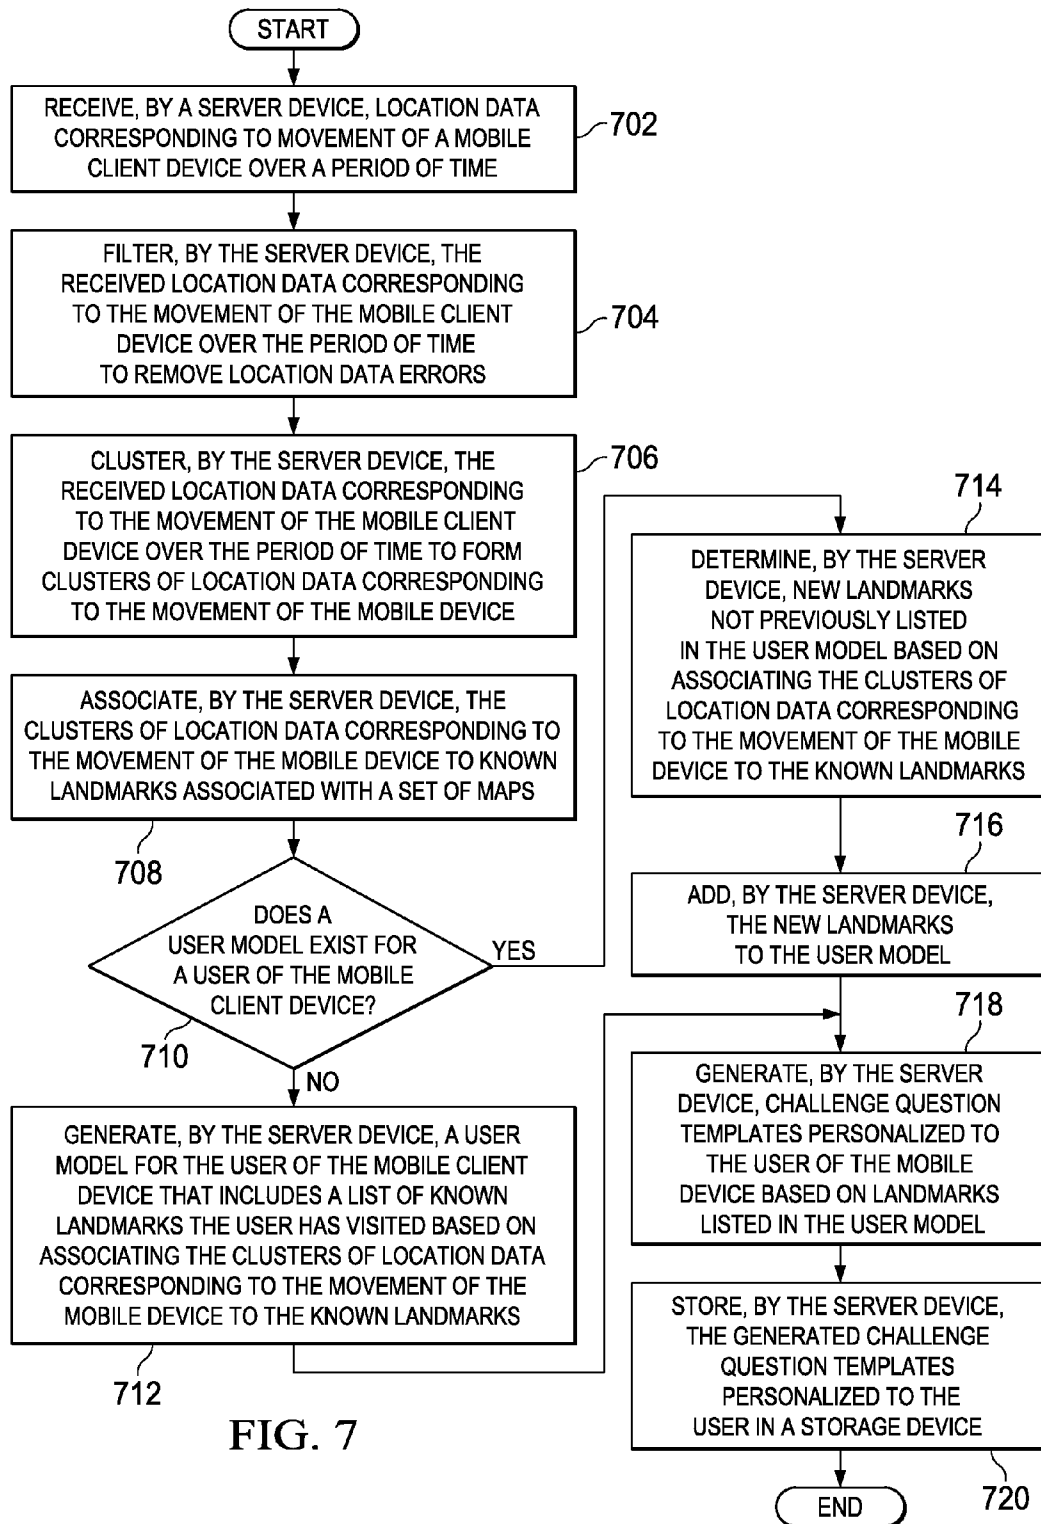 START
RECEIVE, BY A SERVER DEVICE, LOCATION DATA
CORRESPONDING TO MOVEMENT OF A MOBILE
CLIENT DEVICE OVER A PERIOD OF TIME
702
FILTER, BY THE SERVER DEVICE, THE
RECEIVED LOCATION DATA CORRESPONDING
TO THE MOVEMENT OF THE MOBILE CLIENT
DEVICE OVER THE PERIOD OF TIME
TO REMOVE LOCATION DATA ERRORS
704
CLUSTER, BY THE SERVER DEVICE, THE
RECEIVED LOCATION DATA CORRESPONDING
TO THE MOVEMENT OF THE MOBILE CLIENT
DEVICE OVER THE PERIOD OF TIME TO FORM
CLUSTERS OF LOCATION DATA CORRESPONDING
TO THE MOVEMENT OF THE MOBILE DEVICE
706
ASSOCIATE, BY THE SERVER DEVICE, THE
CLUSTERS OF LOCATION DATA CORRESPONDING TO
THE MOVEMENT OF THE MOBILE DEVICE TO KNOWN
LANDMARKS ASSOCIATED WITH A SET OF MAPS
708
DOES A
USER MODEL EXIST FOR
A USER OF THE MOBILE
CLIENT DEVICE?
710
YES
NO
GENERATE, BY THE SERVER DEVICE, A USER
MODEL FOR THE USER OF THE MOBILE CLIENT
DEVICE THAT INCLUDES A LIST OF KNOWN
LANDMARKS THE USER HAS VISITED BASED ON
ASSOCIATING THE CLUSTERS OF LOCATION DATA
CORRESPONDING TO THE MOVEMENT OF THE
MOBILE DEVICE TO THE KNOWN LANDMARKS
712
714
DETERMINE, BY THE SERVER
DEVICE, NEW LANDMARKS
NOT PREVIOUSLY LISTED
IN THE USER MODEL BASED ON
ASSOCIATING THE CLUSTERS OF
LOCATION DATA CORRESPONDING
TO THE MOVEMENT OF THE MOBILE
DEVICE TO THE KNOWN LANDMARKS
716
ADD, BY THE SERVER DEVICE,
THE NEW LANDMARKS
TO THE USER MODEL
718
GENERATE, BY THE SERVER
DEVICE, CHALLENGE QUESTION
TEMPLATES PERSONALIZED TO
THE USER OF THE MOBILE
DEVICE BASED ON LANDMARKS
LISTED IN THE USER MODEL
STORE, BY THE SERVER DEVICE,
THE GENERATED CHALLENGE
QUESTION TEMPLATES
PERSONALIZED TO THE
USER IN A STORAGE DEVICE
720
END
FIG. 7